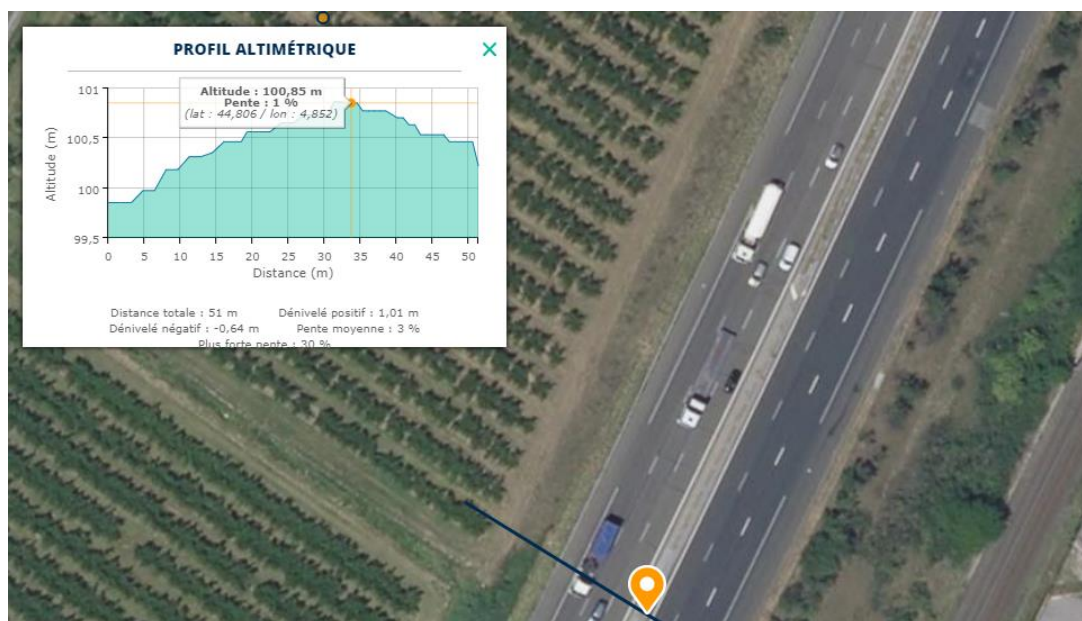 PROFIL ALTIMÉTRIQUE
Altitude : 100,85 m
Pente : 1 %
(lat : 44,806 / lon : 4,852)
101
100,5
100
99,5
Altitude (m)
0 5 10 15 20 25 30 35 40 45 50
Distance (m)
Distance totale : 51 m Dénivelé positif : 1,01 m
Dénivelé négatif : -0,64 m Pente moyenne : 3 %
Plus forte pente : 30 %